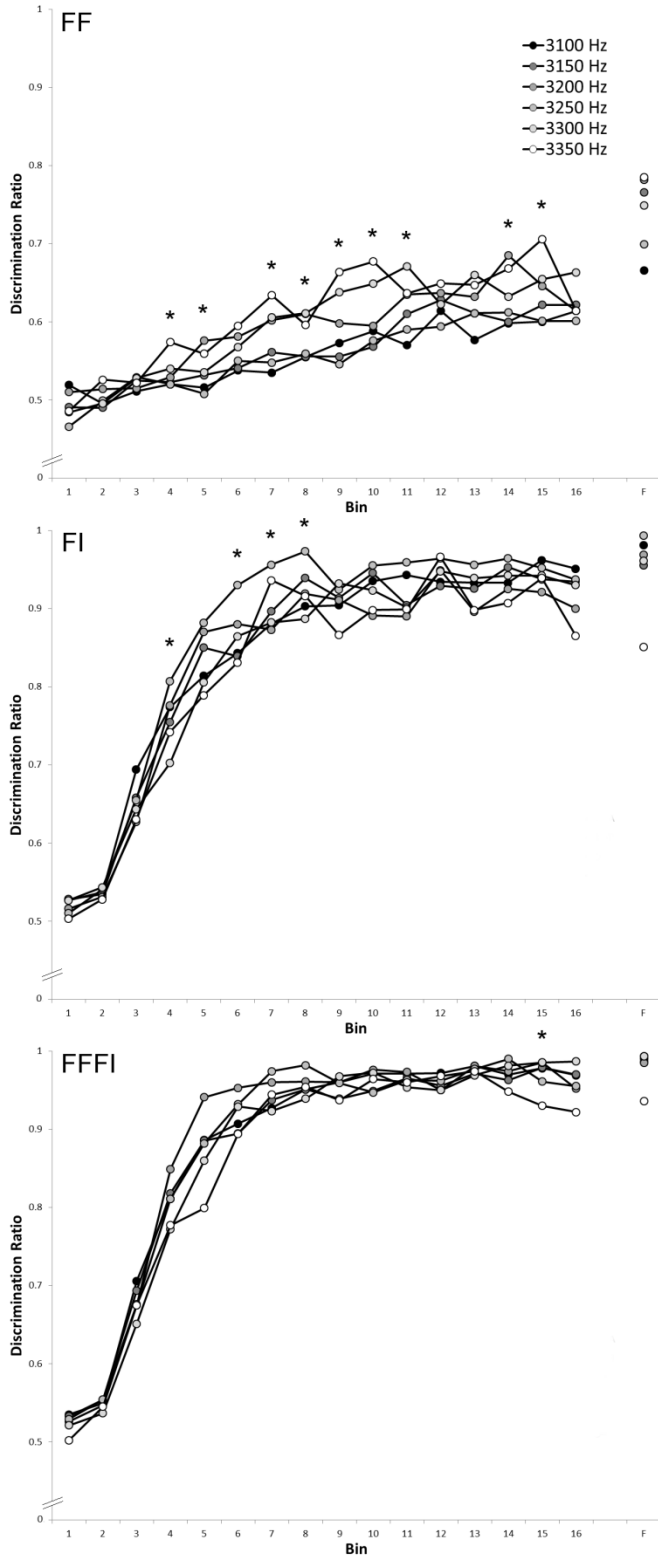 FF
3100 Hz
3150 Hz
3200 Hz
3250 Hz
3300 Hz
3350 Hz
1
0.9
0.8
0.7
0.6
0.5
0
Discrimination Ratio
* * * * * * * * *
1 2 3 4 5 6 7 8 9 10 11 12 13 14 15 16 F
Bin
FI
1
0.9
0.8
0.7
0.6
0.5
0
Discrimination Ratio
* * * *
1 2 3 4 5 6 7 8 9 10 11 12 13 14 15 16 F
Bin
FFFI
1
0.9
0.8
0.7
0.6
0.5
0
Discrimination Ratio
*
1 2 3 4 5 6 7 8 9 10 11 12 13 14 15 16 F
Bin